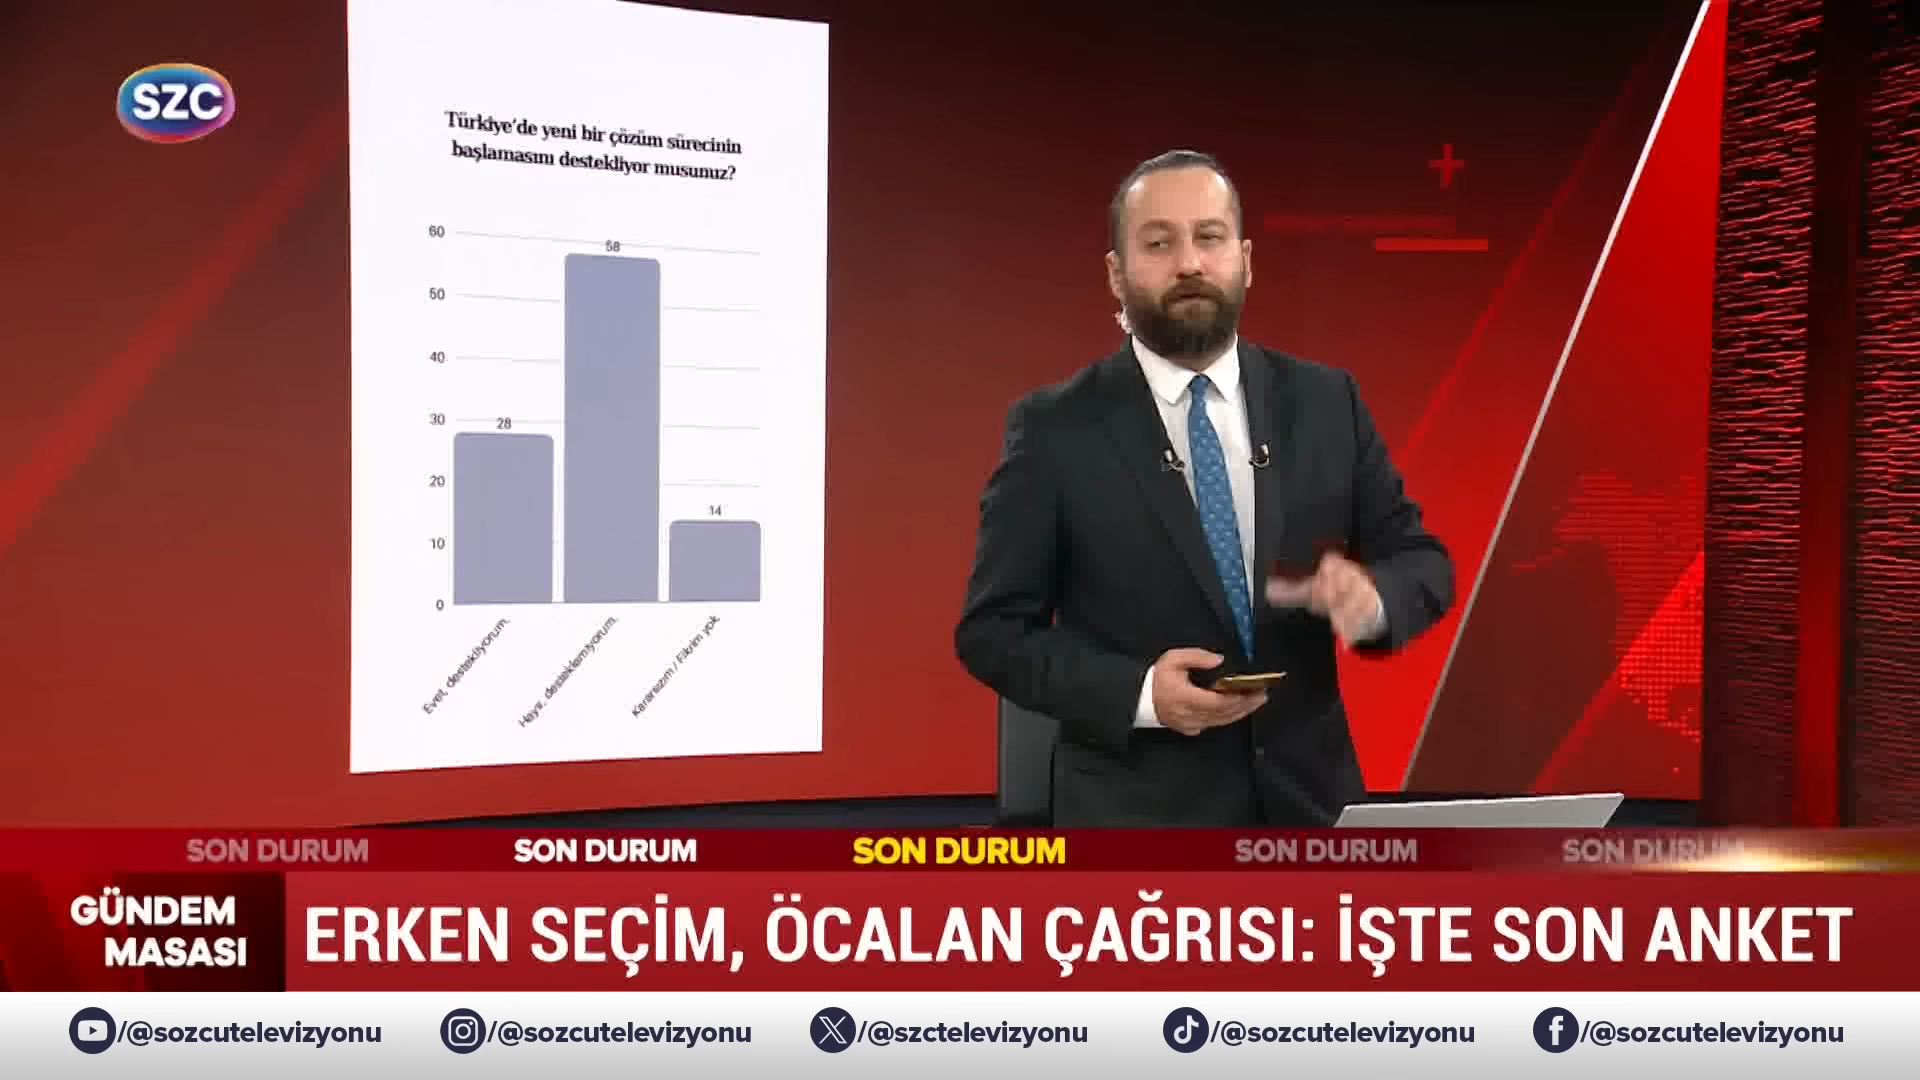 SZC
Türkiye'de yeni bir çözüm sürecinin
başlamasını destekliyor musunuz?
60
50
40
30
20
10
0
28
58
14
Evet, destekliyorum
Hayır, desteklemiyorum
Kararsızım / Fikrim yok
SON DURUM SON DURUM SON DURUM SON DURUM SON DURUM
GÜNDEM
MASASI
ERKEN SEÇİM, ÖCALAN ÇAĞRISI: İŞTE SON ANKET
/@sozcutelevizyonu /@sozcutelevizyonu /@szctelevizyonu /@sozcutelevizyonu /@sozcutelevizyonu